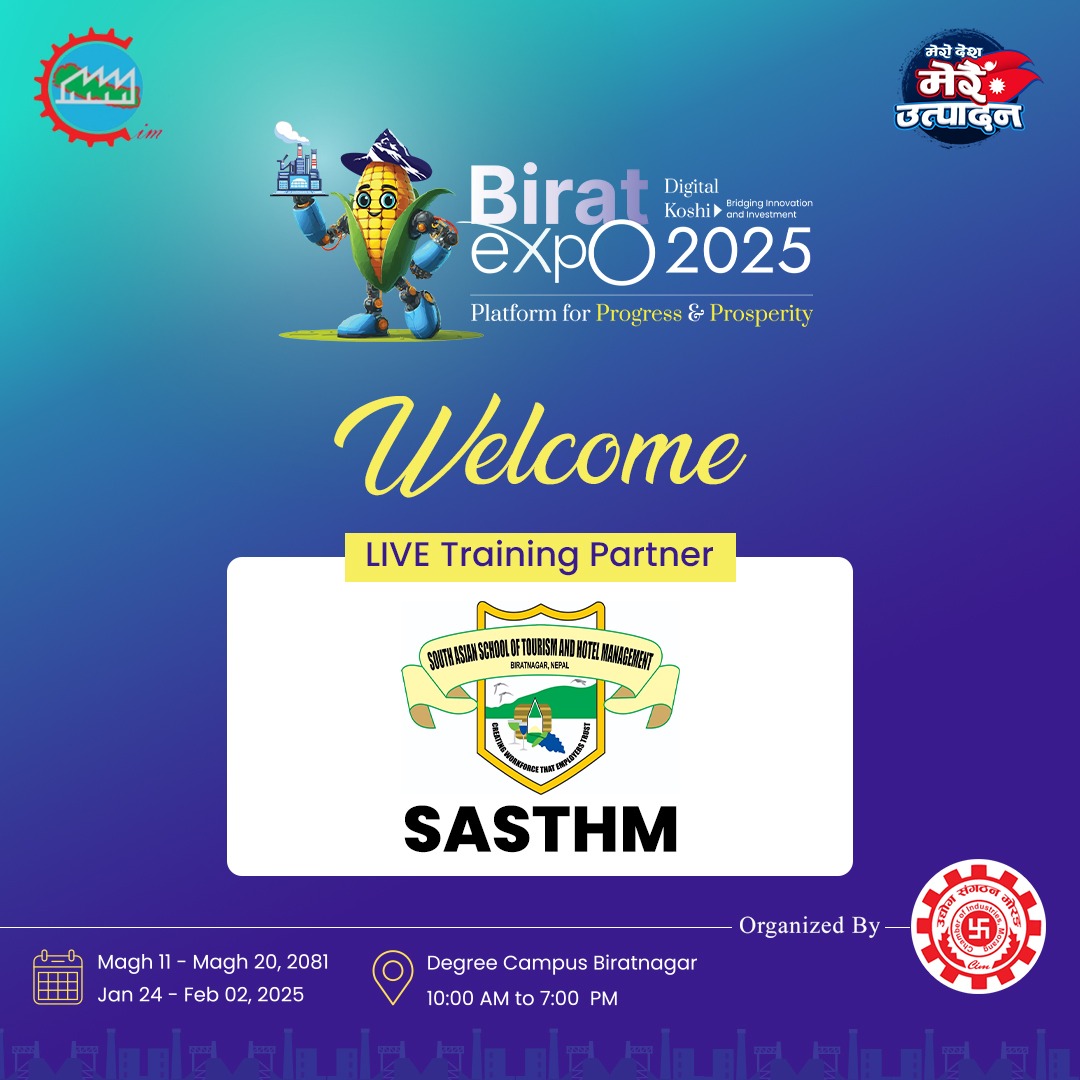 im
मेरो देश
मेरै
उत्पादन
Birat
expO 2025
Digital
Koshi
Bridging Innovation
and Investment
Platform for Progress & Prosperity
Welcome
LIVE Training Partner
SOUTH ASIAN SCHOOL OF TOURISM AND HOTEL MANAGEMENT
BIRATNAGAR, NEPAL
CREATING WORKFORCE THAT EMPLOYERS TRUST
SASTHM
Organized By
उद्योग संगठन मोरङ
Chamber of Industries, Morang
Cim
Magh 11 - Magh 20, 2081
Jan 24 - Feb 02, 2025
Degree Campus Biratnagar
10:00 AM to 7:00 PM